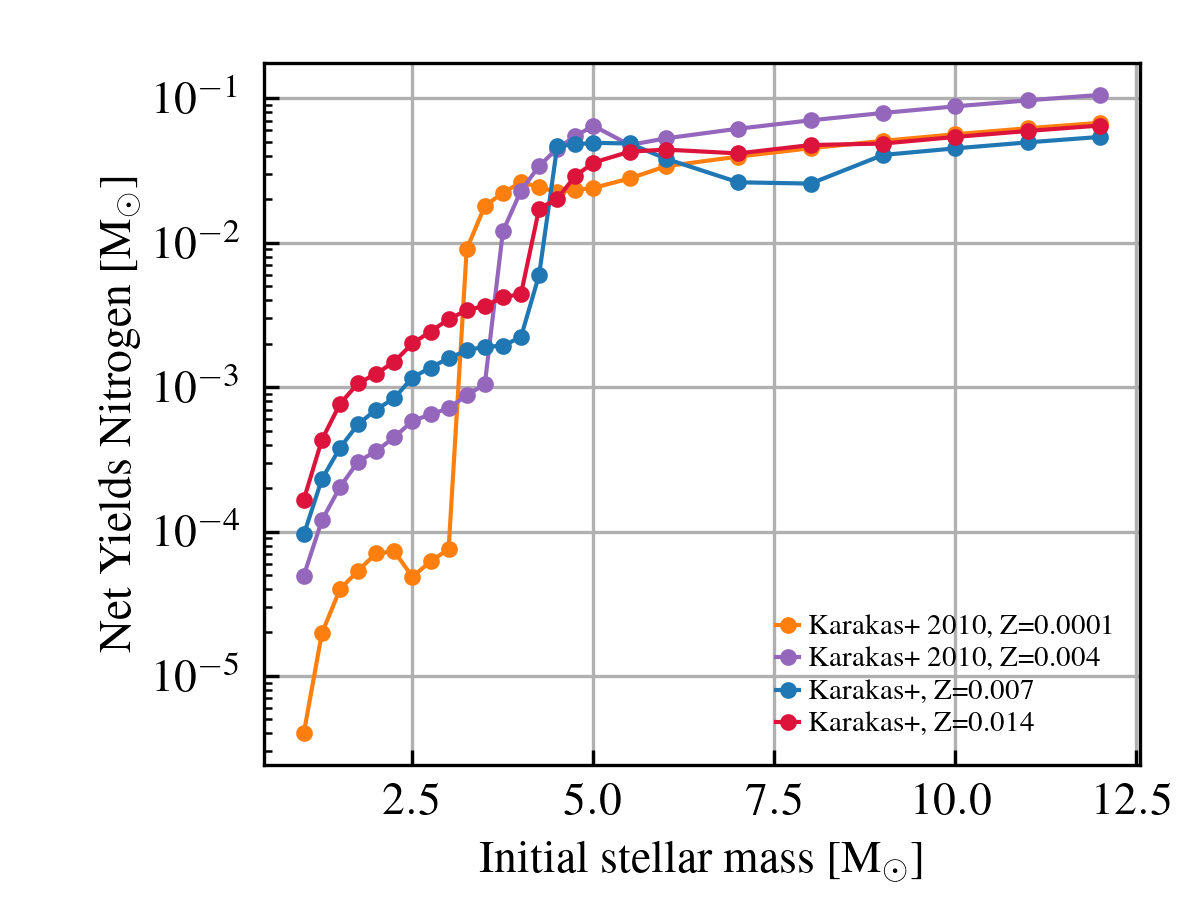 Net Yields Nitrogen [M☉]
10⁻¹
10⁻²
10⁻³
10⁻⁴
10⁻⁵
Karakas+ 2010, Z=0.0001
Karakas+ 2010, Z=0.004
Karakas+, Z=0.007
Karakas+, Z=0.014
2.5 5.0 7.5 10.0 12.5
Initial stellar mass [M☉]